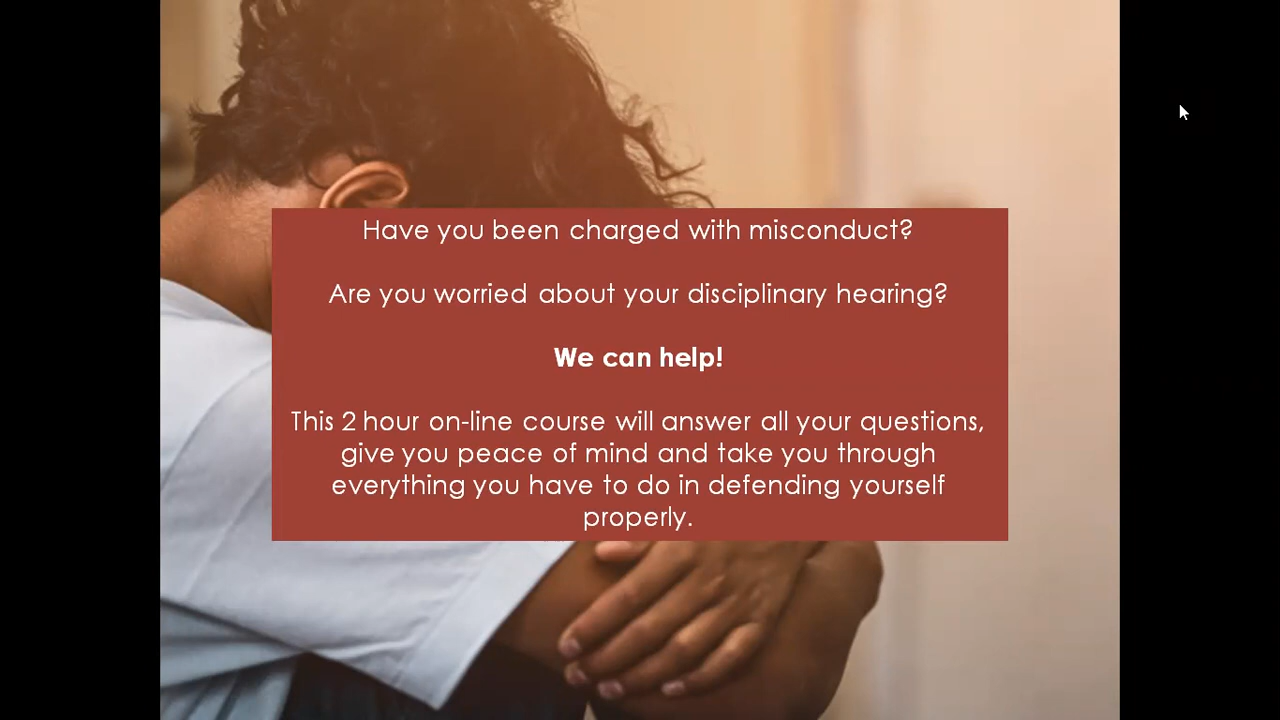 Have you been charged with misconduct?
Are you worried about your disciplinary hearing?
We can help!
This 2 hour on-line course will answer all your questions,
give you peace of mind and take you through
everything you have to do in defending yourself
properly.